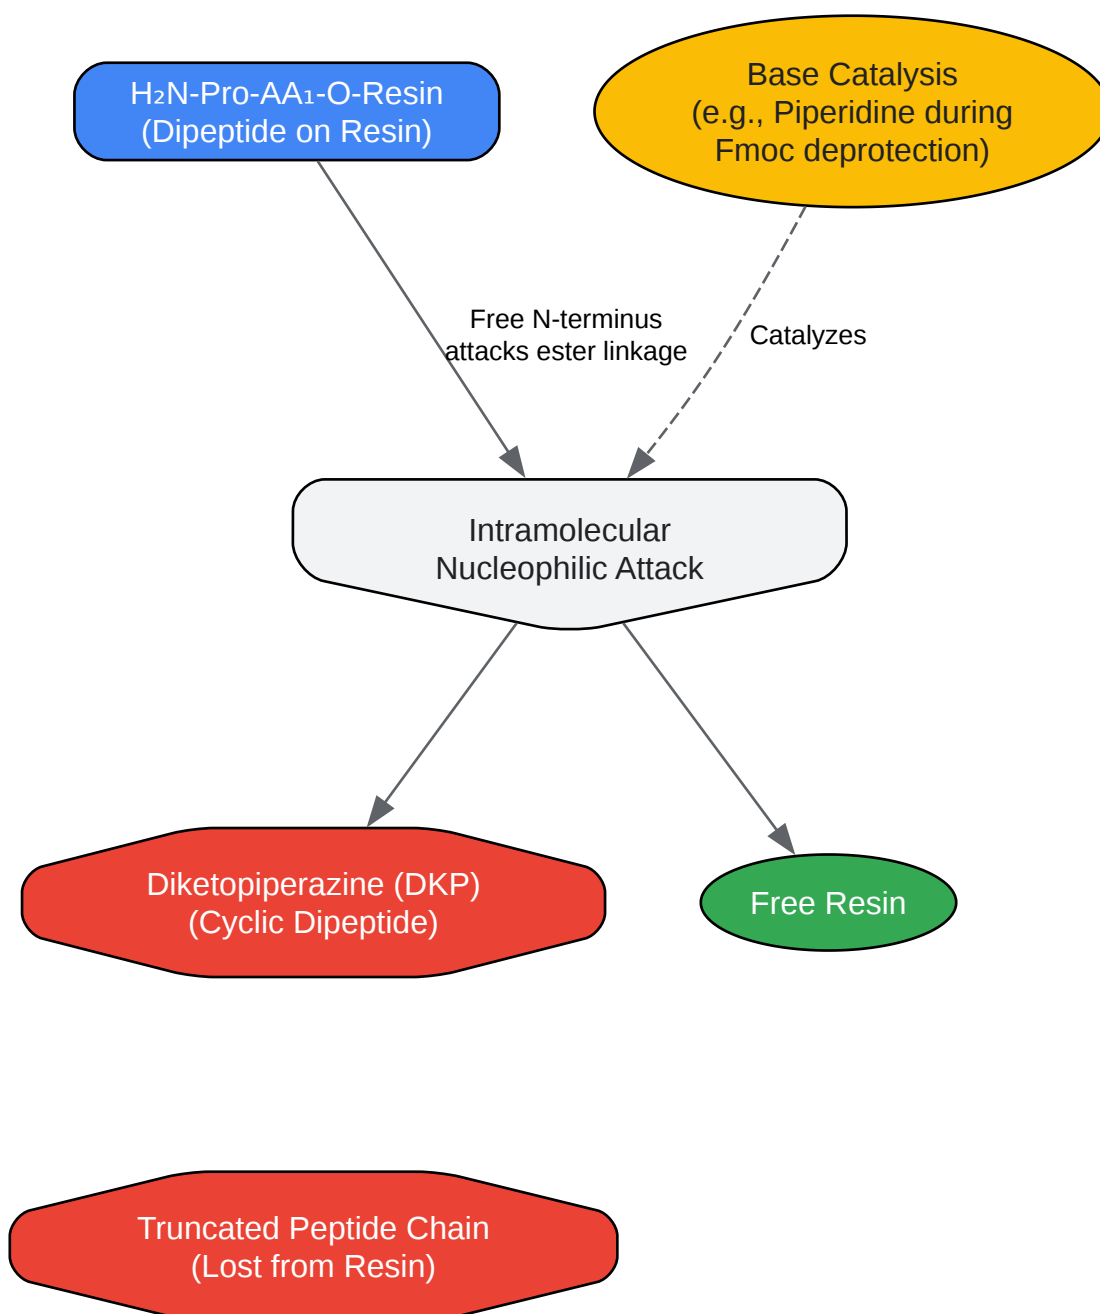 H₂N-Pro-AA₁-O-Resin
(Dipeptide on Resin)
Base Catalysis
(e.g., Piperidine during
Fmoc deprotection)
Free N-terminus
attacks ester linkage
Catalyzes
Intramolecular
Nucleophilic Attack
Diketopiperazine (DKP)
(Cyclic Dipeptide)
Free Resin
Truncated Peptide Chain
(Lost from Resin)